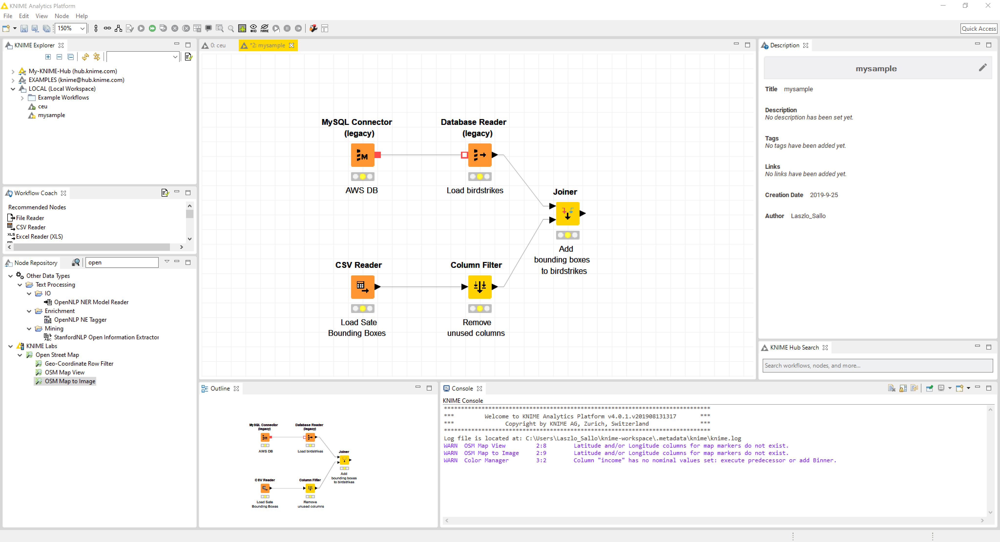 KNIME Analytics Platform
File Edit View Node Help
150%
#ID
NAME
Quick Access
KNIME Explorer
My-KNIME-Hub (hub.knime.com)
EXAMPLES (knime@hub.knime.com)
LOCAL (Local Workspace)
Example Workflows
ceu
mysample
Workflow Coach
Recommended Nodes
File Reader
CSV Reader
XLS Excel Reader (XLS)
Node Repository
open
Other Data Types
Text Processing
IO
OpenNLP NER Model Reader
Enrichment
POS OpenNLP NE Tagger
Mining
ABC StanfordNLP Open Information Extractor
KNIME Labs
Open Street Map
Geo-Coordinate Row Filter
OSM Map View
OSM Map to Image
0: ceu
*2: mysample
MySQL Connector
(legacy)
M
AWS DB
Database Reader
(legacy)
Load birdstrikes
Joiner
Add
bounding boxes
to birdstrikes
CSV Reader
Load Sate
Bounding Boxes
Column Filter
Remove
unused columns
Description
mysample
Title mysample
Description
No description has been set yet.
Tags
No tags have been added yet.
Links
No links have been added yet.
Creation Date 2019-9-25
Author Laszlo_Sallo
KNIME Hub Search
Search workflows, nodes, and more...
Outline
MySQL Connector
(legacy)
M
AWS DB
Database Reader
(legacy)
Load birdstrikes
Joiner
Add
bounding boxes
to birdstrikes
CSV Reader
Load Sate
Bounding Boxes
Column Filter
Remove
unused columns
Console
KNIME Console
******************************************************************************
*** Welcome to KNIME Analytics Platform v4.0.1.v201908131317 ***
*** Copyright by KNIME AG, Zurich, Switzerland ***
******************************************************************************
Log file is located at: C:\Users\Laszlo_Sallo\knime-workspace\.metadata\knime\knime.log
WARN OSM Map View 2:8 Latitude and/or Longitude columns for map markers do not exist.
WARN OSM Map to Image 2:9 Latitude and/or Longitude columns for map markers do not exist.
WARN Color Manager 3:2 Column "income" has no nominal values set: execute predecessor or add Binner.